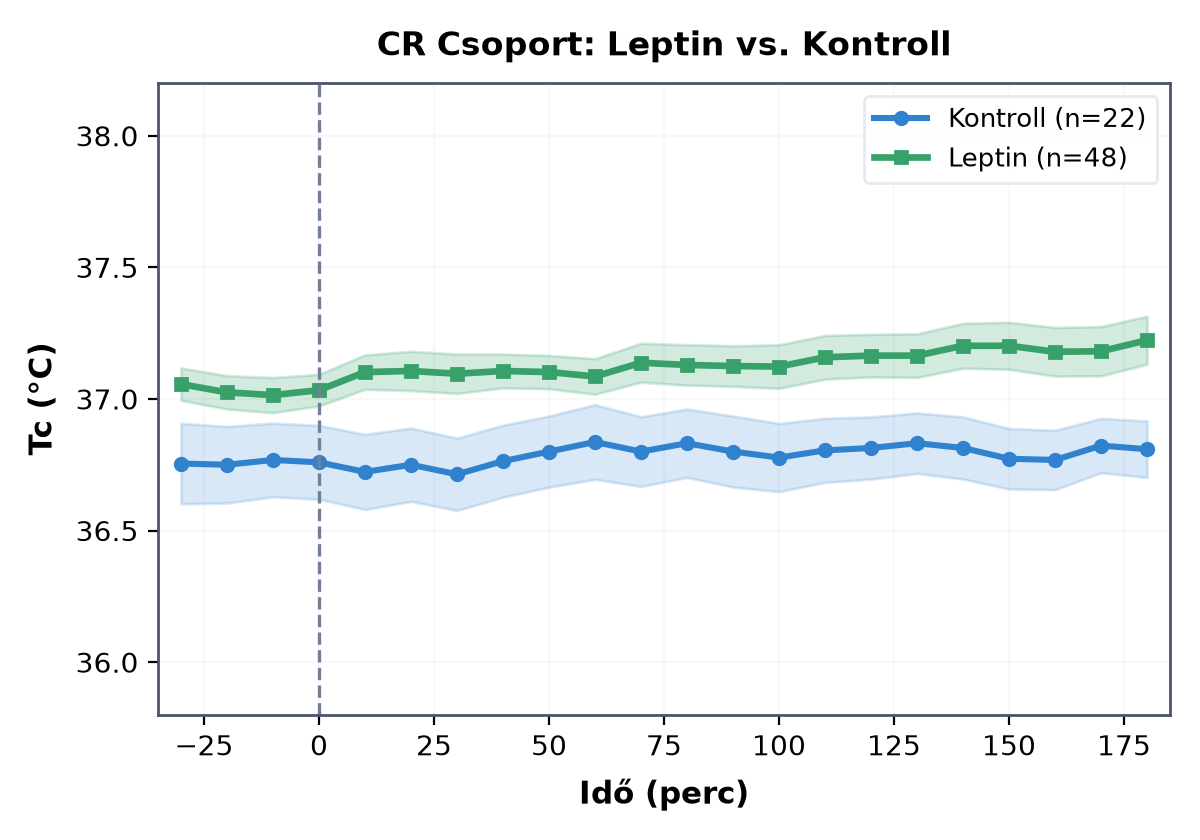 CR Csoport: Leptin vs. Kontroll
Kontroll (n=22)
Leptin (n=48)
38.0
37.5
37.0
36.5
36.0
Tc (°C)
−25 0 25 50 75 100 125 150 175
Idő (perc)